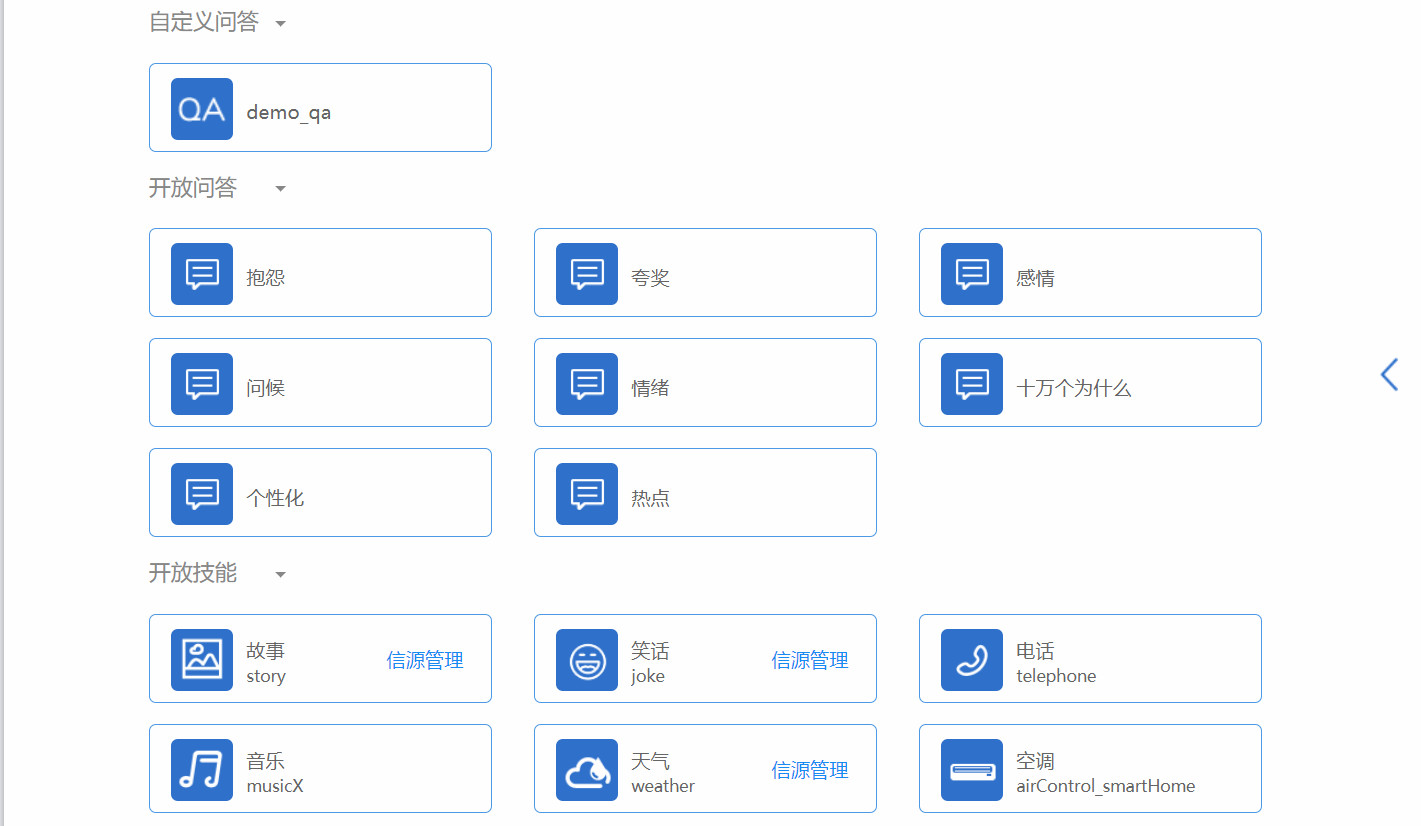 自定义问答
QA
demo_qa
开放问答
抱怨
夸奖
感情
问候
情绪
十万个为什么
个性化
热点
开放技能
故事
story
信源管理
笑话
joke
信源管理
电话
telephone
音乐
musicX
天气
weather
信源管理
空调
airControl_smartHome